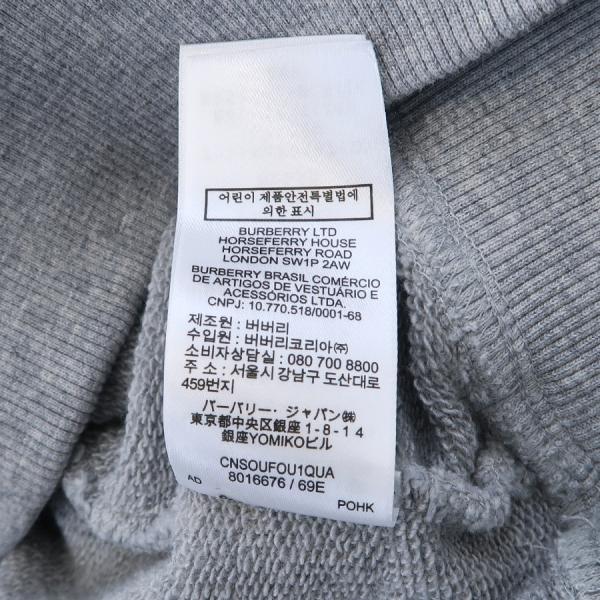 어린이 제품안전특별법에
의한 표시
BURBERRY LTD
HORSEFERRY HOUSE
HORSEFERRY ROAD
LONDON SW1P 2AW
BURBERRY BRASIL COMÉRCIO
DE ARTIGOS DE VESTUÁRIO E
ACESSÓRIOS LTDA.
CNPJ: 10.770.518/0001-68
제조원 : 버버리
수입원 : 버버리코리아㈜
소비자상담실 : 080 700 8800
주 소 : 서울시 강남구 도산대로
459번지
バーバリー・ジャパン㈱
東京都中央区銀座1-8-14
銀座YOMIKOビル
CNSOUFOU1QUA
8016676 / 69E
AD
POHK